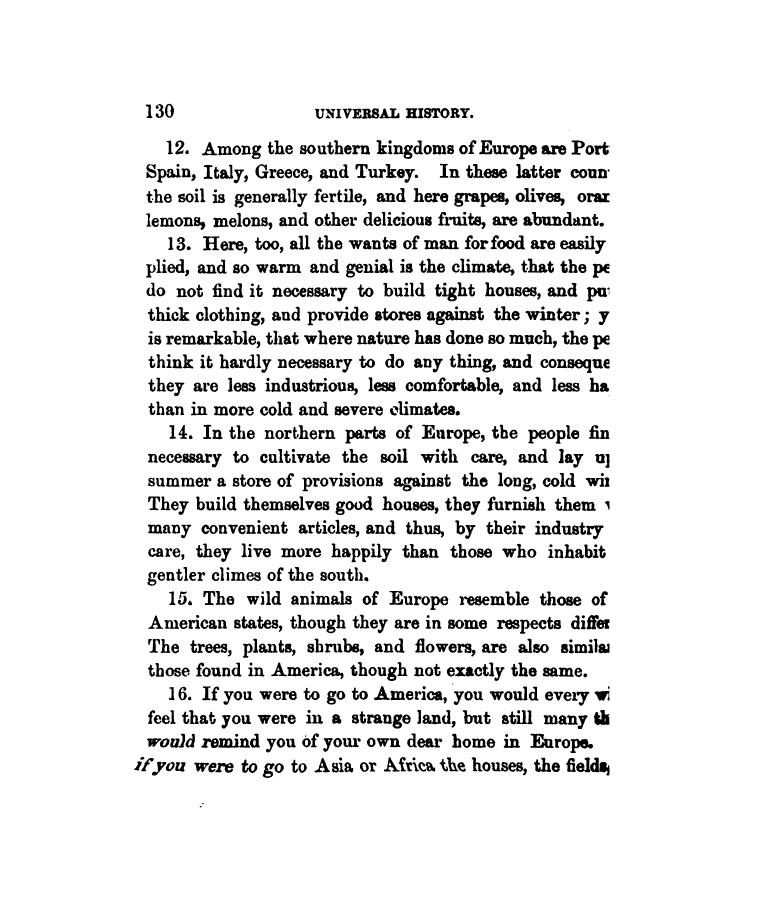 130 UNIVERSAL HISTORY.
12. Among the southern kingdoms of Europe are Port
Spain, Italy, Greece, and Turkey. In these latter coun
the soil is generally fertile, and here grapes, olives, oran
lemons, melons, and other delicious fruits, are abundant.
13. Here, too, all the wants of man for food are easily
plied, and so warm and genial is the climate, that the pe
do not find it necessary to build tight houses, and pu
thick clothing, and provide stores against the winter; y
is remarkable, that where nature has done so much, the pe
think it hardly necessary to do any thing, and conseque
they are less industrious, less comfortable, and less ha
than in more cold and severe climates.
14. In the northern parts of Europe, the people fin
necessary to cultivate the soil with care, and lay u
summer a store of provisions against the long, cold wi
They build themselves good houses, they furnish them
many convenient articles, and thus, by their industry
care, they live more happily than those who inhabit
gentler climes of the south.
15. The wild animals of Europe resemble those of
American states, though they are in some respects differ
The trees, plants, shrubs, and flowers, are also similar
those found in America, though not exactly the same.
16. If you were to go to America, you would every wi
feel that you were in a strange land, but still many th
would remind you of your own dear home in Europe.
if you were to go to Asia or Africa the houses, the fields,